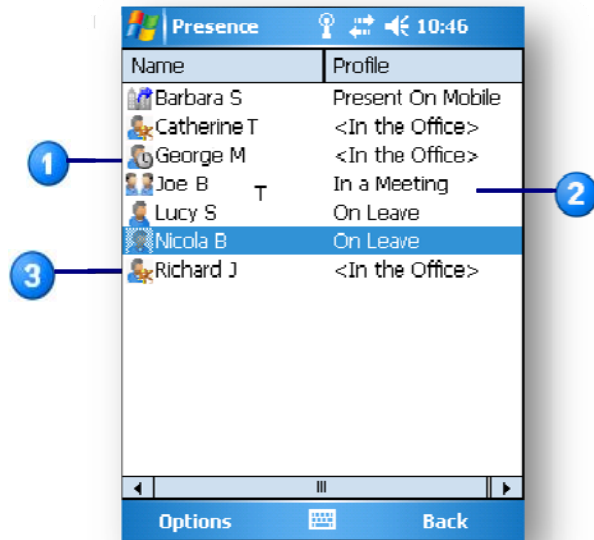 Presence 10:46
Name Profile
Barbara S Present On Mobile
Catherine T <In the Office>
1 George M <In the Office>
Joe B T In a Meeting 2
Lucy S On Leave
Nicola B On Leave
3 Richard J <In the Office>
Options Back